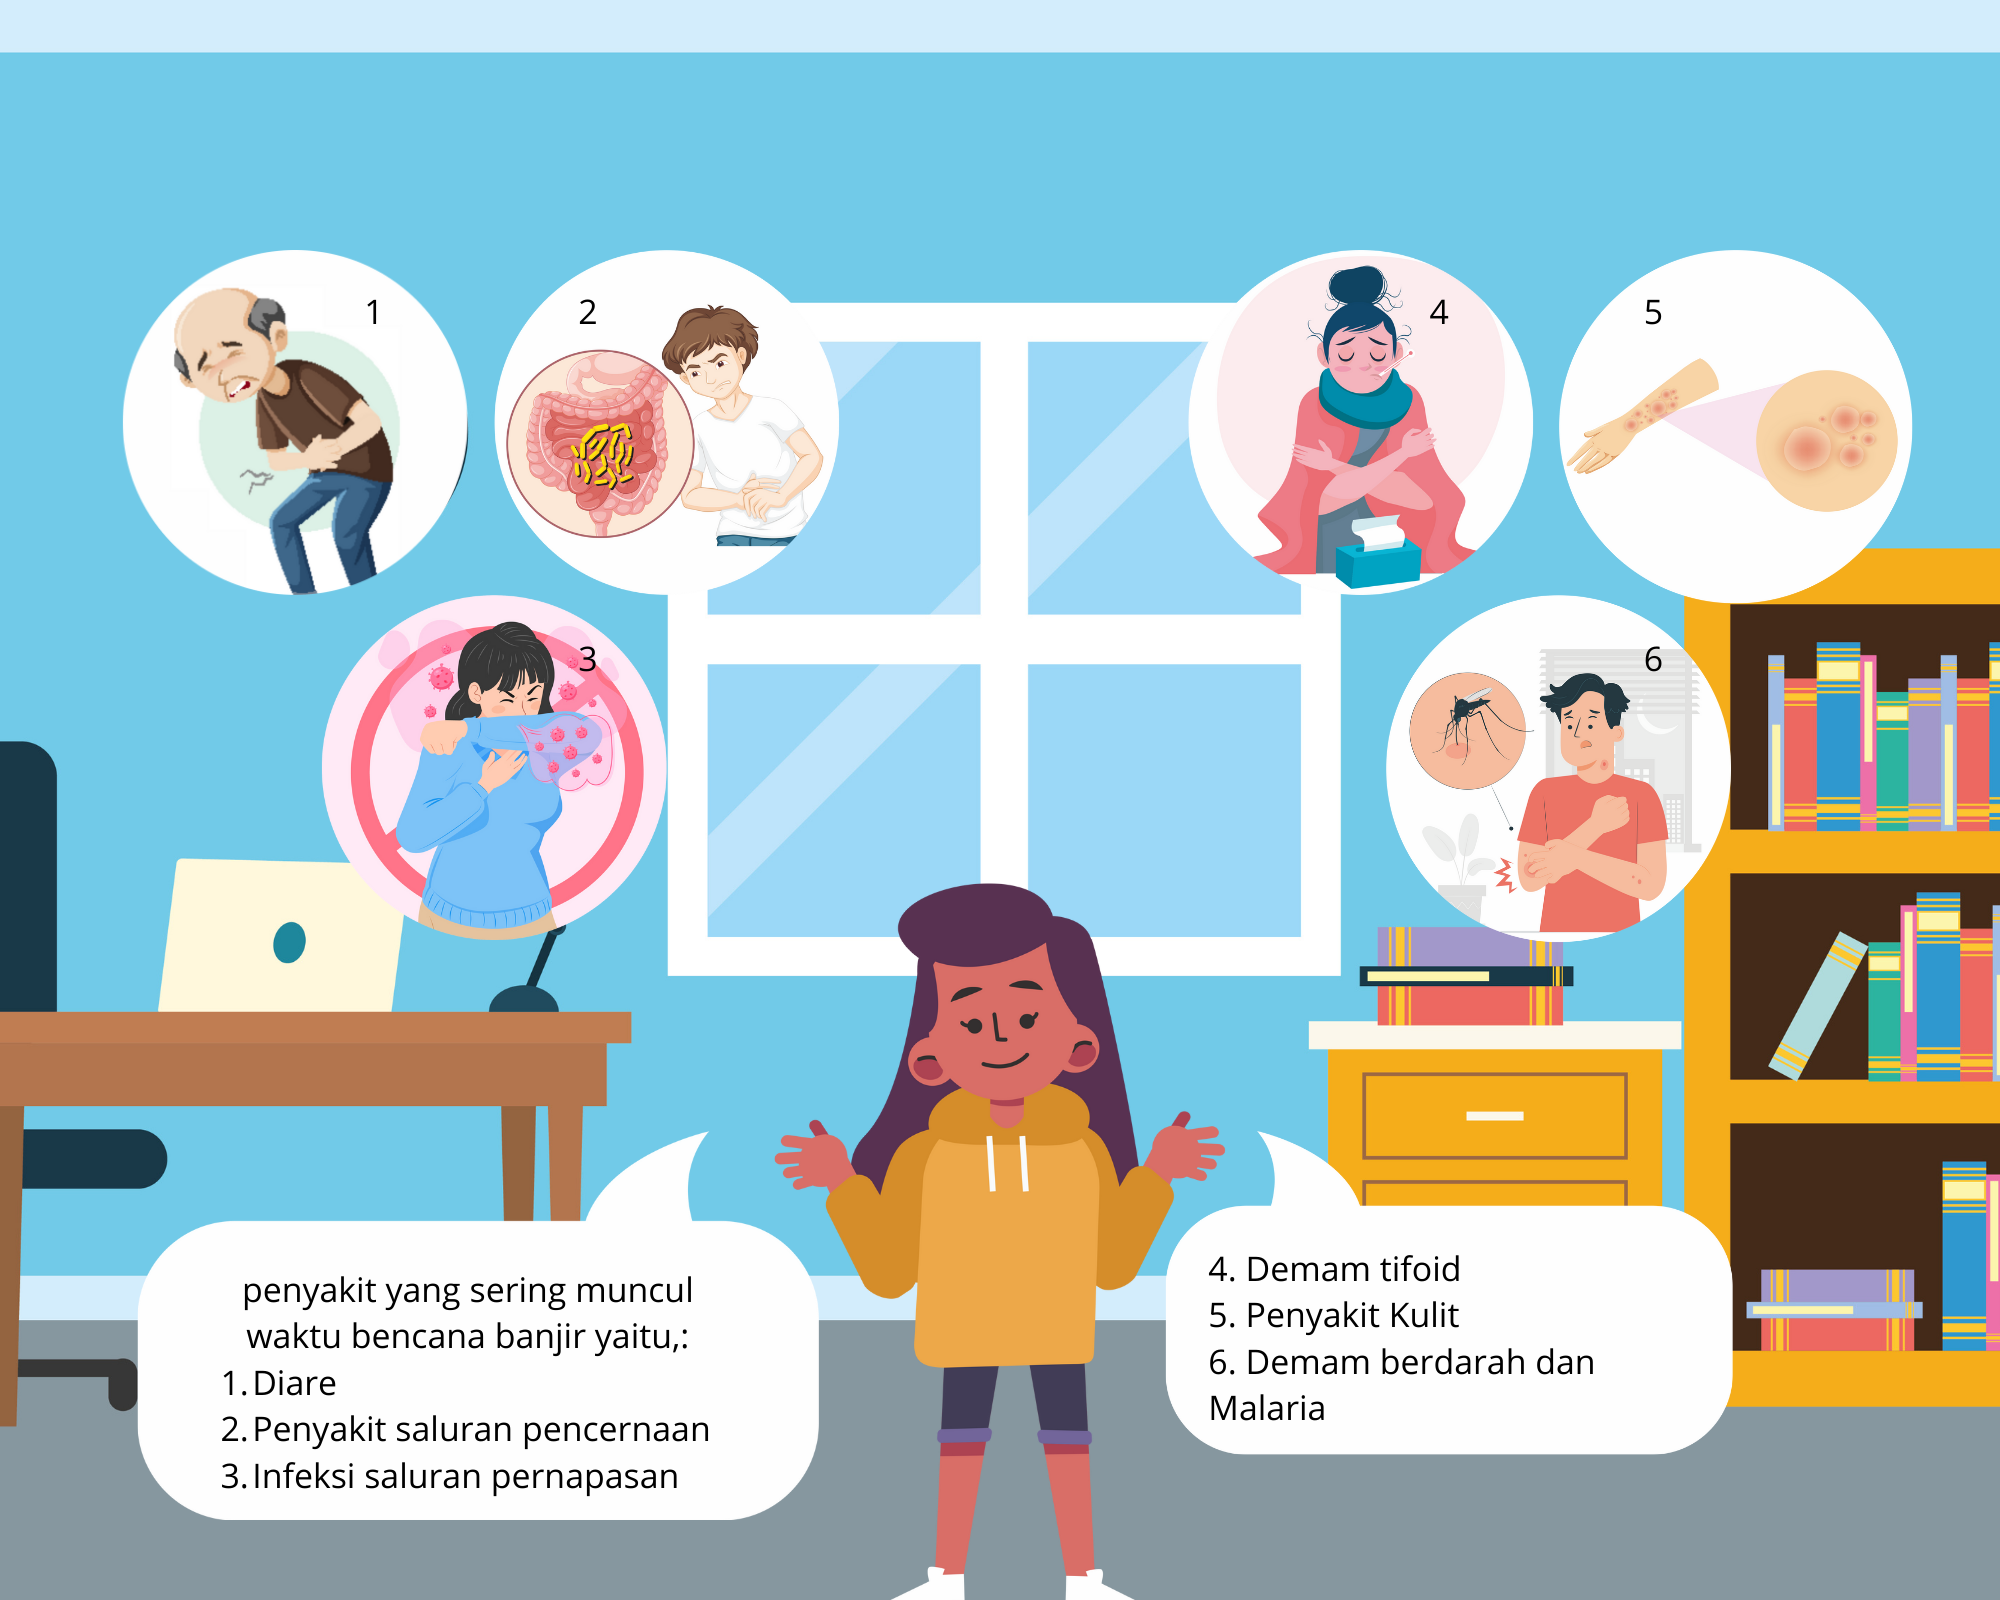 1
2
4
5
3
6
penyakit yang sering muncul
waktu bencana banjir yaitu,:
1. Diare
2. Penyakit saluran pencernaan
3. Infeksi saluran pernapasan
4. Demam tifoid
5. Penyakit Kulit
6. Demam berdarah dan
Malaria